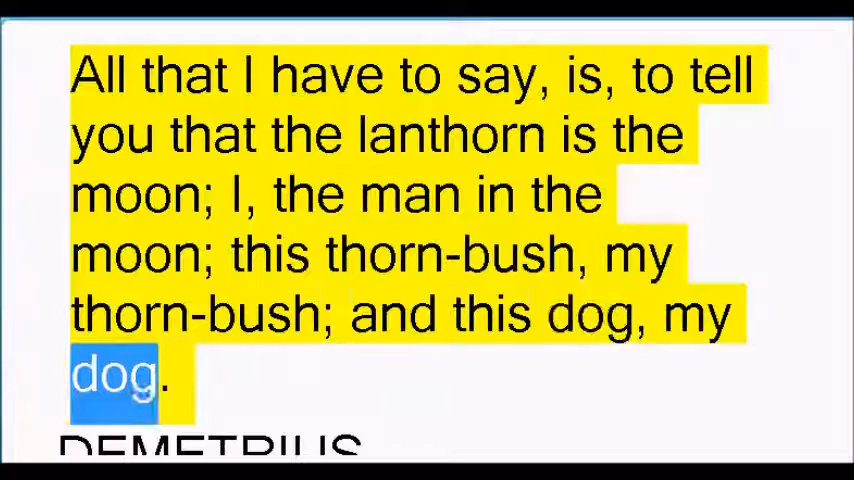 All that I have to say, is, to tell
you that the lanthorn is the
moon; I, the man in the
moon; this thorn-bush, my
thorn-bush; and this dog, my
dog.
DEMETRIUS